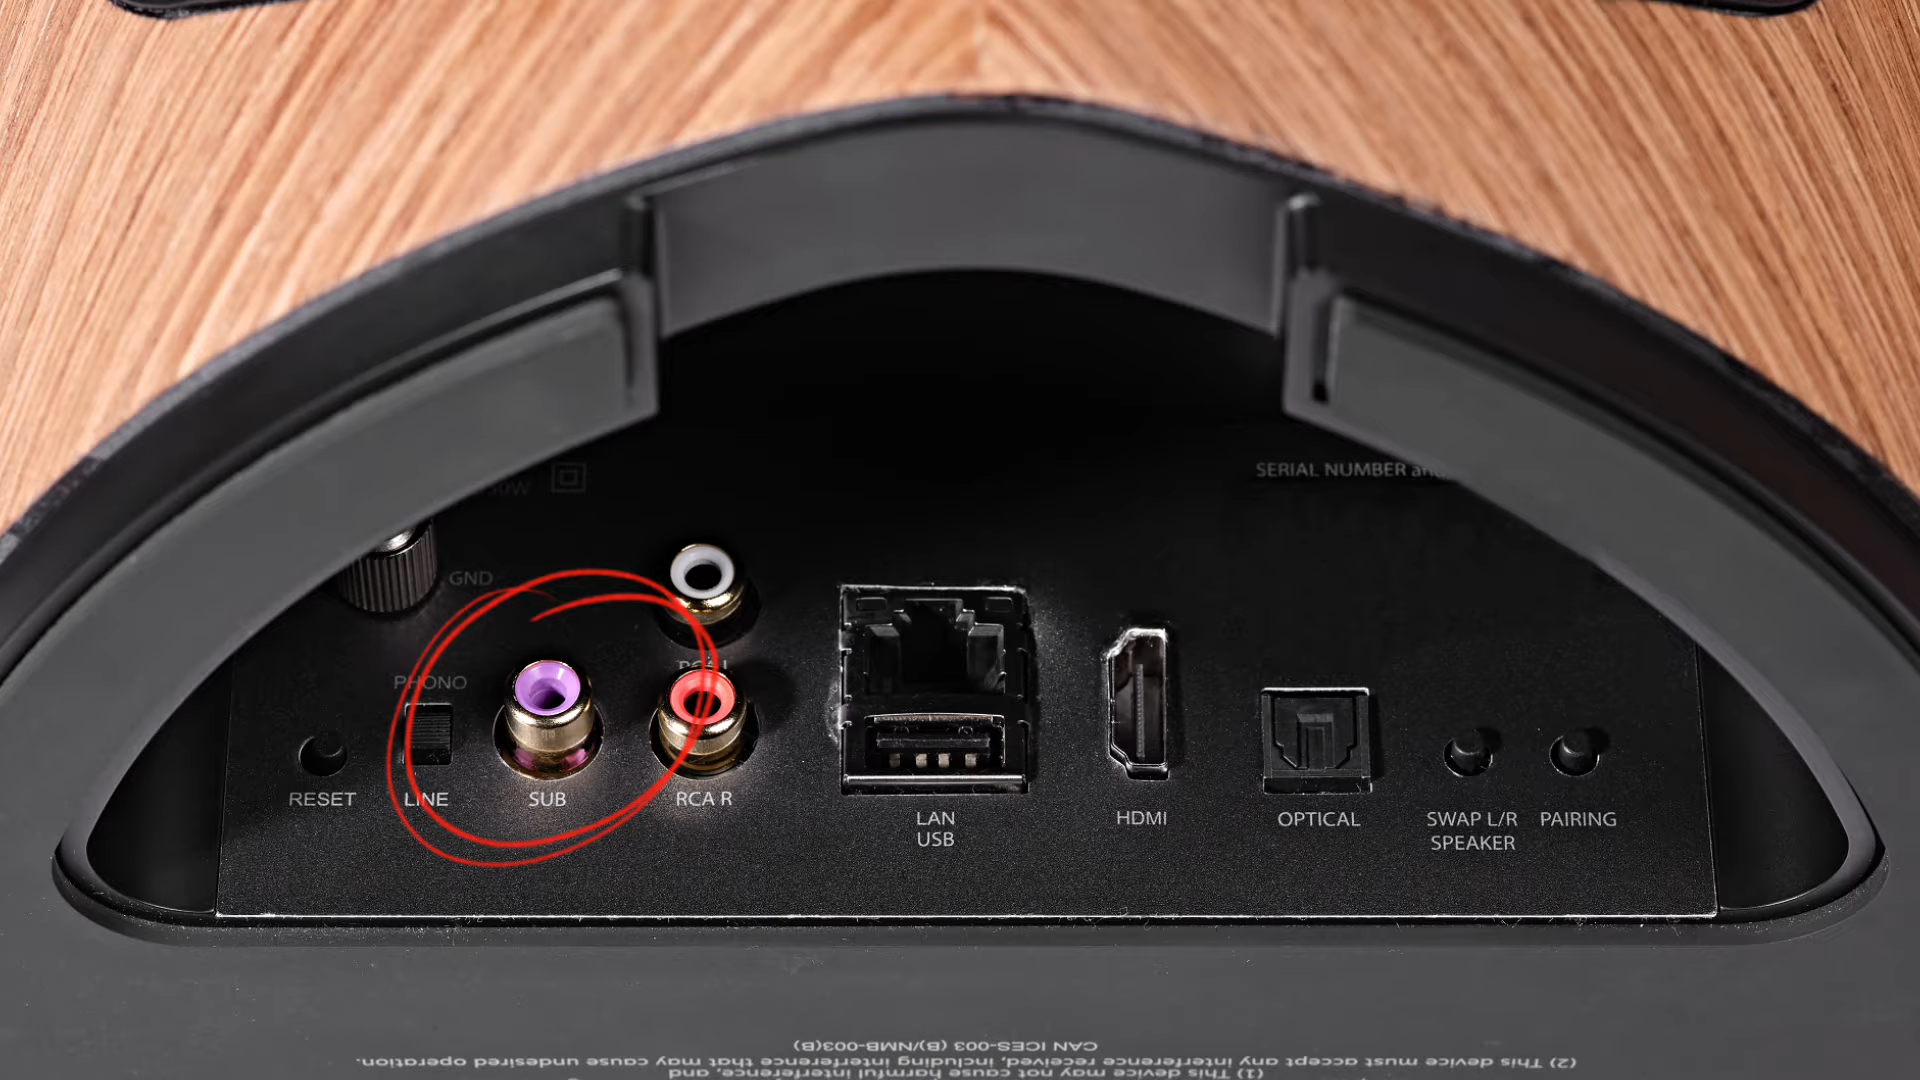 SERIAL NUMBER
GND
PHONO
RESET
LINE
SUB
RCA R
LAN
USB
HDMI
OPTICAL
SWAP L/R
SPEAKER
PAIRING
(1) This device may not cause harmful interference, and
(2) This device must accept any interference received, including interference that may cause undesired operation.
CAN ICES-003 (B)/NMB-003(B)